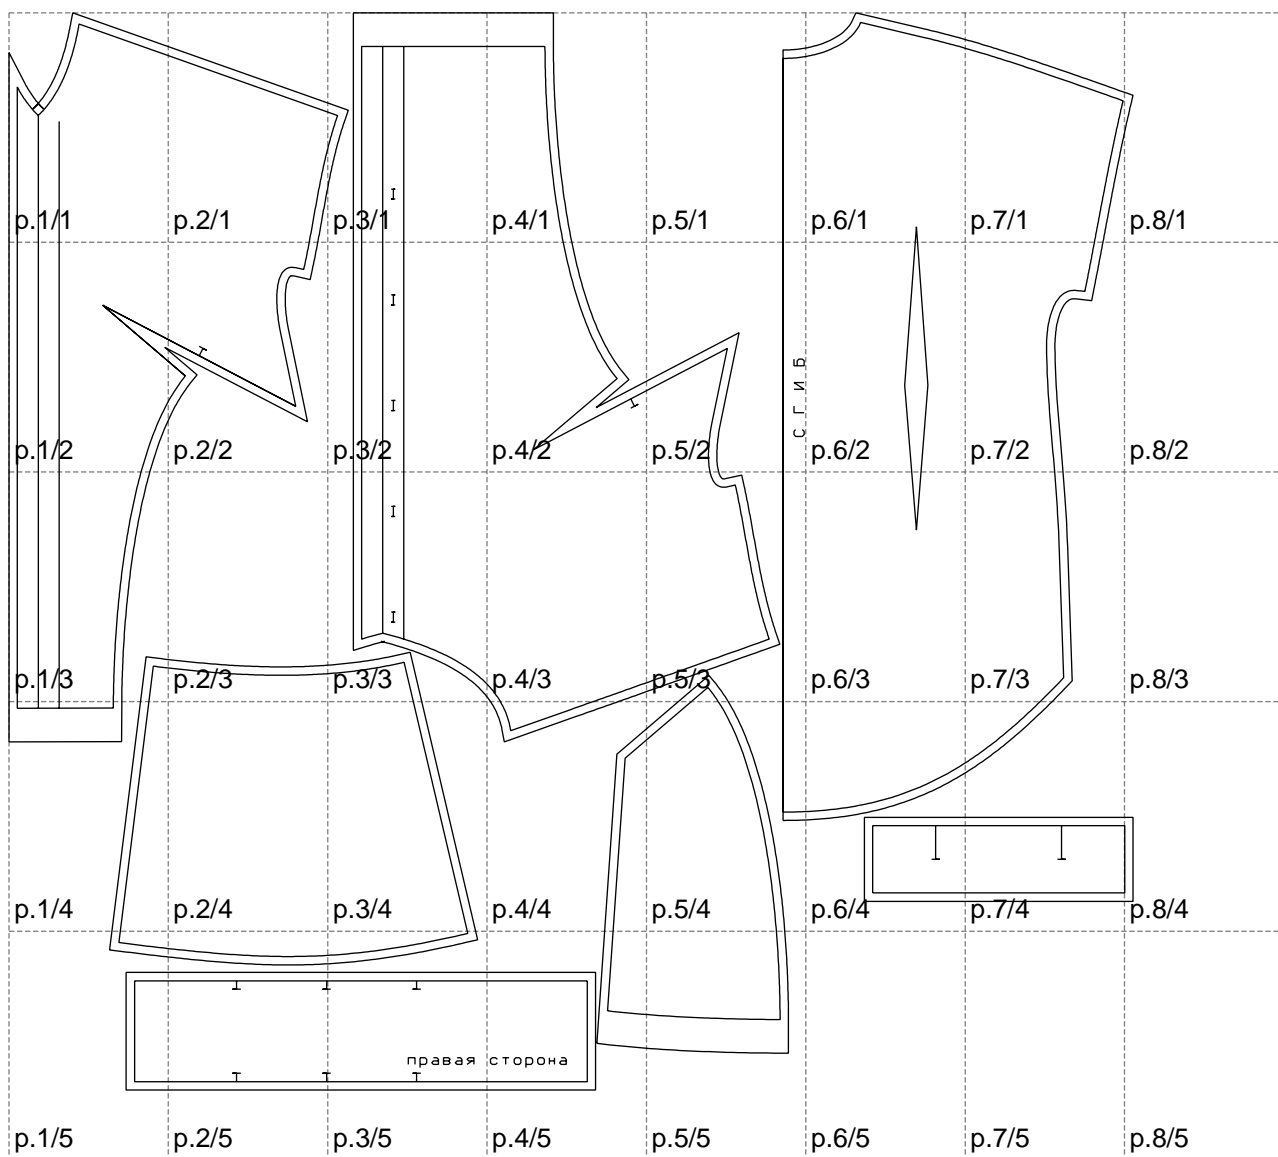 p.1/1 p.2/1 p.3/1 p.4/1 p.5/1 p.6/1 p.7/1 p.8/1
СГИБ
p.1/2 p.2/2 p.3/2 p.4/2 p.5/2 p.6/2 p.7/2 p.8/2
p.1/3 p.2/3 p.3/3 p.4/3 p.5/3 p.6/3 p.7/3 p.8/3
p.1/4 p.2/4 p.3/4 p.4/4 p.5/4 p.6/4 p.7/4 p.8/4
правая сторона
p.1/5 p.2/5 p.3/5 p.4/5 p.5/5 p.6/5 p.7/5 p.8/5